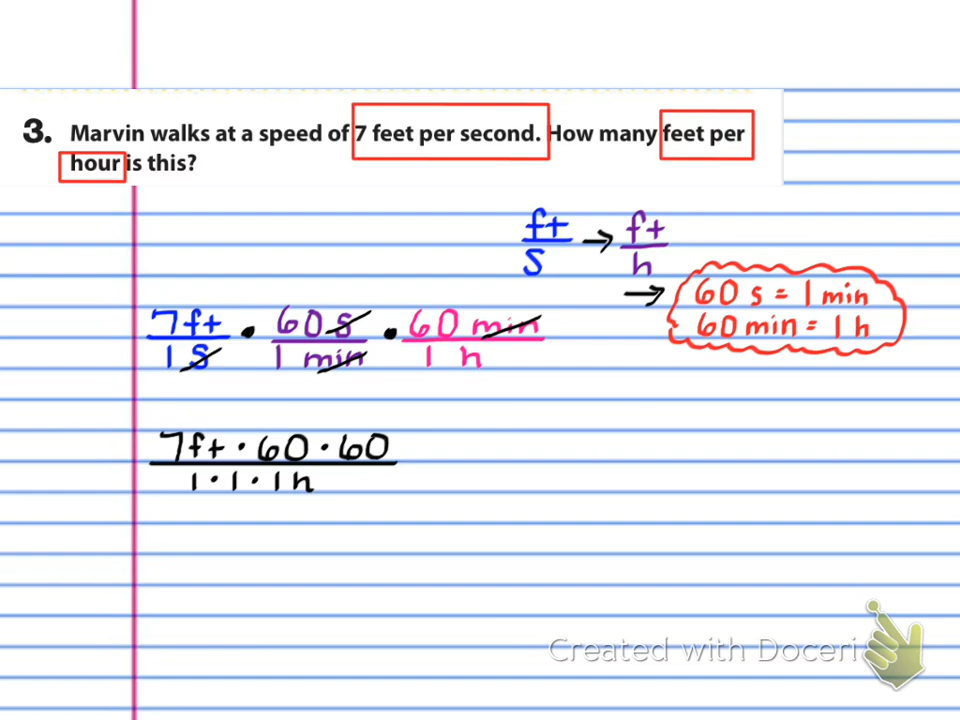 3. Marvin walks at a speed of 7 feet per second. How many feet per
hour is this?
ft/s → ft/h
→ 60 s = 1 min
60 min = 1 h
7ft/1 s • 60 s/1 min • 60 min/1 h
7ft • 60 • 60
1 • 1 • 1 h
Created with Doceri